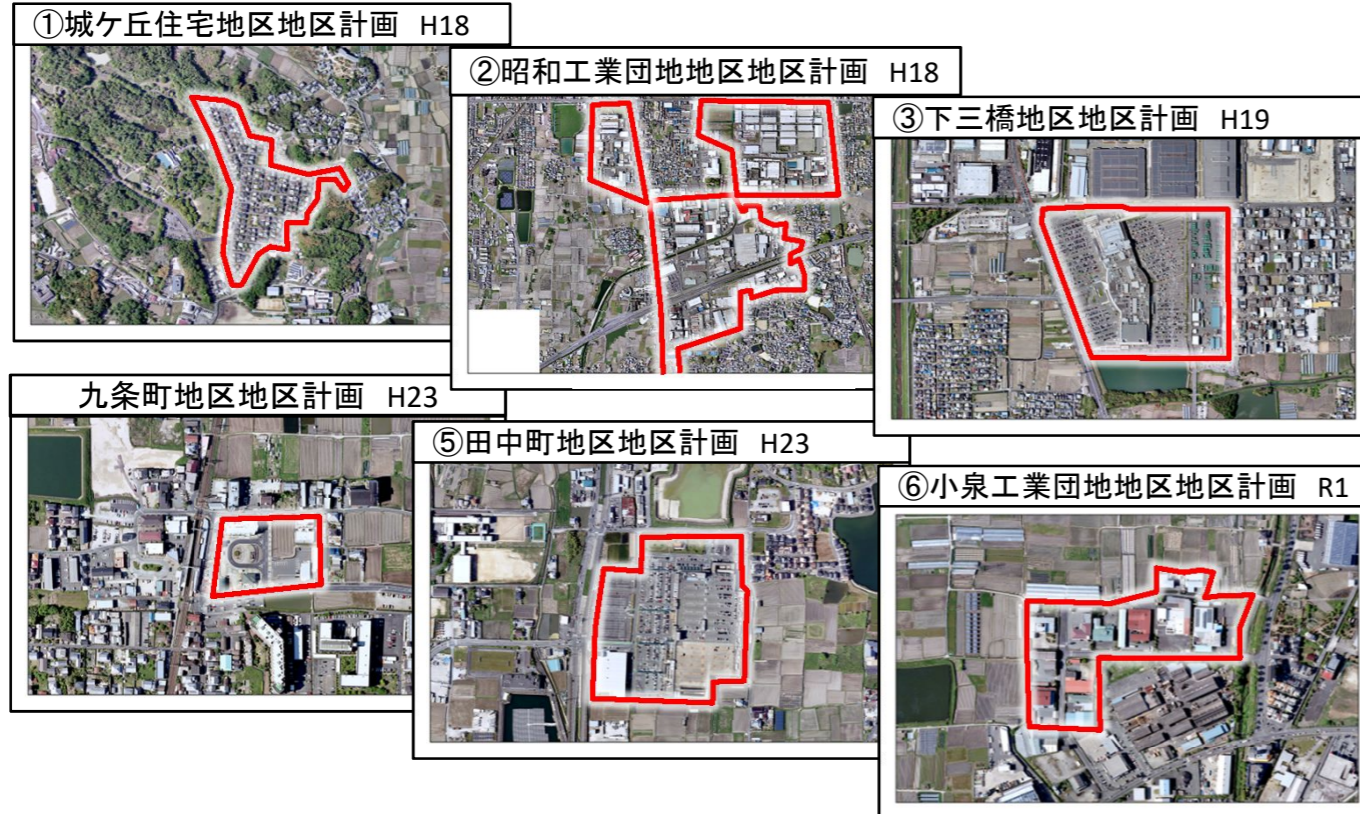 ①城ケ丘住宅地区地区計画 H18
②昭和工業団地地区地区計画 H18
③下三橋地区地区計画 H19
九条町地区地区計画 H23
⑤田中町地区地区計画 H23
⑥小泉工業団地地区地区計画 R1